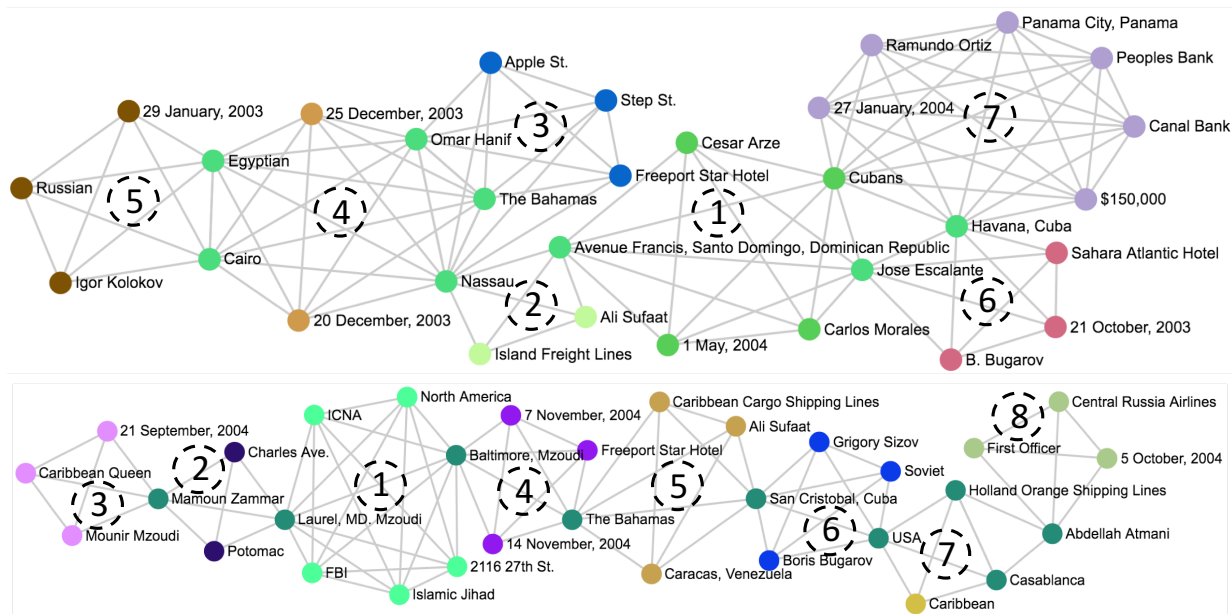 Panama City, Panama
Ramundo Ortiz
Peoples Bank
Apple St.
Step St.
29 January, 2003
25 December, 2003
27 January, 2004
7
Canal Bank
3
Omar Hanif
Cesar Arze
Egyptian
Freeport Star Hotel
Cubans
Russian
5
4
The Bahamas
1
$150,000
Havana, Cuba
Avenue Francis, Santo Domingo, Dominican Republic
Sahara Atlantic Hotel
Cairo
Jose Escalante
Igor Kolokov
Nassau
2
6
20 December, 2003
Ali Sufaat
Carlos Morales
21 October, 2003
1 May, 2004
Island Freight Lines
B. Bugarov
North America
Caribbean Cargo Shipping Lines
Central Russia Airlines
8
ICNA
7 November, 2004
Ali Sufaat
21 September, 2004
Grigory Sizov
First Officer
Charles Ave.
Freeport Star Hotel
Baltimore, Mzoudi
5 October, 2004
2
Caribbean Queen
Soviet
1
4
5
Holland Orange Shipping Lines
Mamoun Zammar
San Cristobal, Cuba
3
Laurel, MD. Mzoudi
The Bahamas
6
Mounir Mzoudi
USA
Abdellah Atmani
14 November, 2004
Potomac
7
Boris Bugarov
2116 27th St.
FBI
Caracas, Venezuela
Casablanca
Islamic Jihad
Caribbean